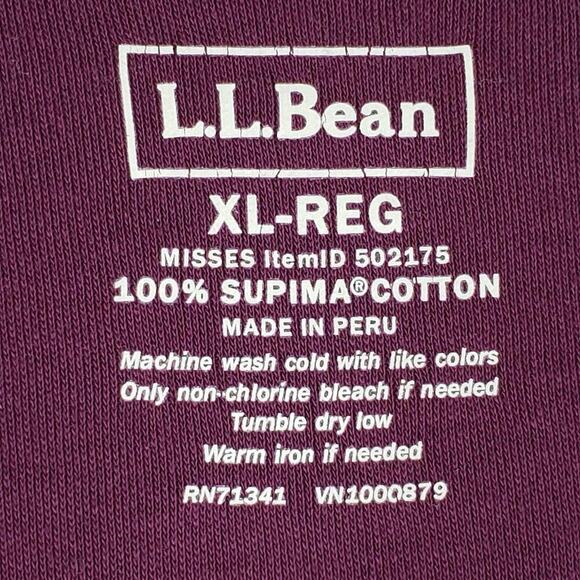 L.L.Bean
XL-REG
MISSES ItemID 502175
100% SUPIMA® COTTON
MADE IN PERU
Machine wash cold with like colors
Only non-chlorine bleach if needed
Tumble dry low
Warm iron if needed
RN71341 VN1000879